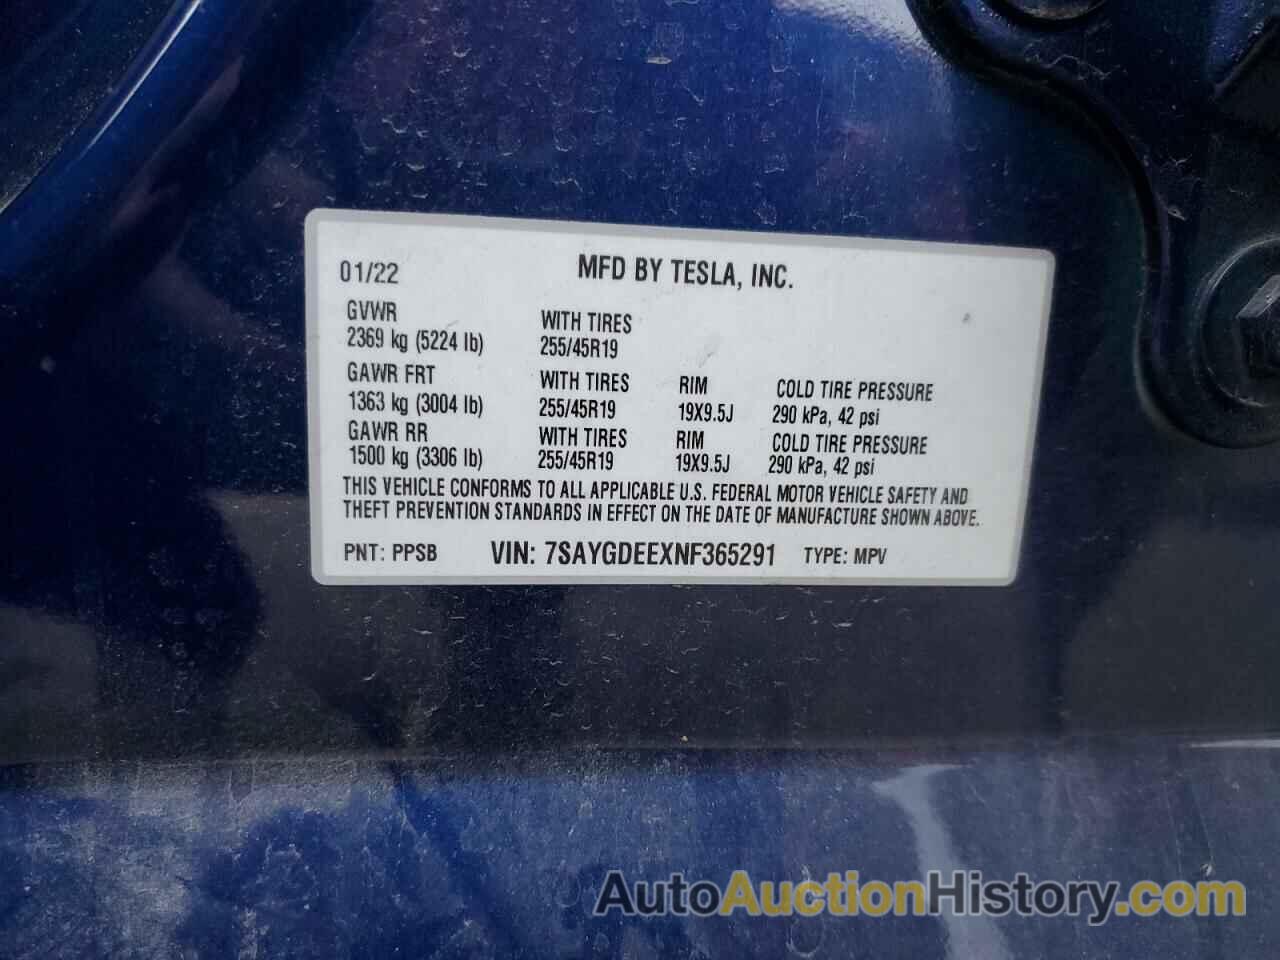 01/22 MFD BY TESLA, INC.
GVWR WITH TIRES
2369 kg (5224 lb) 255/45R19
GAWR FRT WITH TIRES RIM COLD TIRE PRESSURE
1363 kg (3004 lb) 255/45R19 19X9.5J 290 kPa, 42 psi
GAWR RR WITH TIRES RIM COLD TIRE PRESSURE
1500 kg (3306 lb) 255/45R19 19X9.5J 290 kPa, 42 psi
THIS VEHICLE CONFORMS TO ALL APPLICABLE U.S. FEDERAL MOTOR VEHICLE SAFETY AND
THEFT PREVENTION STANDARDS IN EFFECT ON THE DATE OF MANUFACTURE SHOWN ABOVE.
PNT: PPSB VIN: 7SAYGDEEXNF365291 TYPE: MPV
AutoAuctionHistory.com